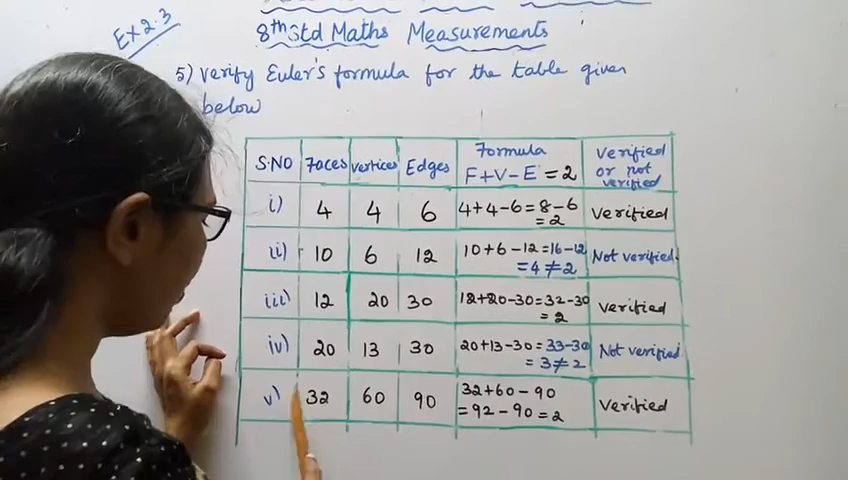 Ex 2.3
8th Std Maths Measurements
5) Verify Euler's formula for the table given
below
S.NO Faces vertices Edges Formula F+V-E=2 Verified or not verified
i) 4 4 6 4+4-6=8-6 =2 Verified
ii) 10 6 12 10+6-12=16-12 =4≠2 Not verified.
iii) 12 20 30 12+20-30=32-30 =2 Verified
iv) 20 13 30 20+13-30=33-30 =3≠2 Not verified
v) 32 60 90 32+60-90 =92-90=2 Verified